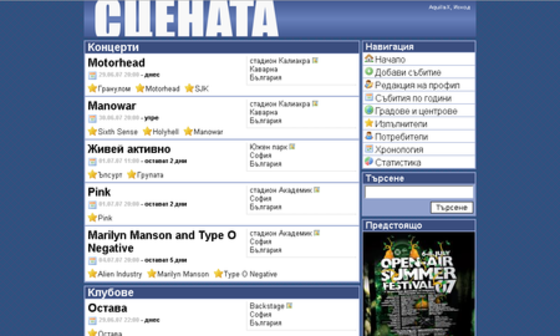 СЦЕНАТА
AquilaX, Изход
Концерти
Motorhead
29.06.07 20:00 - днес
Гранулом Motorhead SJK
стадион Калиакра
Каварна
България
Manowar
30.06.07 20:00 - утре
Sixth Sense Holyhell Manowar
стадион Калиакра
Каварна
България
Живей активно
01.07.07 11:00 - остават 2 дни
Ъпсурт Групата
Южен парк
София
България
Pink
01.07.07 20:00 - остават 2 дни
Pink
стадион Академик
София
България
Marilyn Manson and Type O
Negative
04.07.07 20:00 - остават 5 дни
Alien Industry Marilyn Manson Type O Negative
стадион Академик
София
България
Клубове
Остава
29.06.07 22:00 - днес
Остава
Backstage
София
България
Навигация
Начало
Добави събитие
Редакция на профил
Събития по години
Градове и центрове
Изпълнители
Потребители
Хронология
Статистика
Търсене
Търсене
Предстоящо
6-8 JULY
OPEN-AIR
SUMMER
FESTIVAL 07